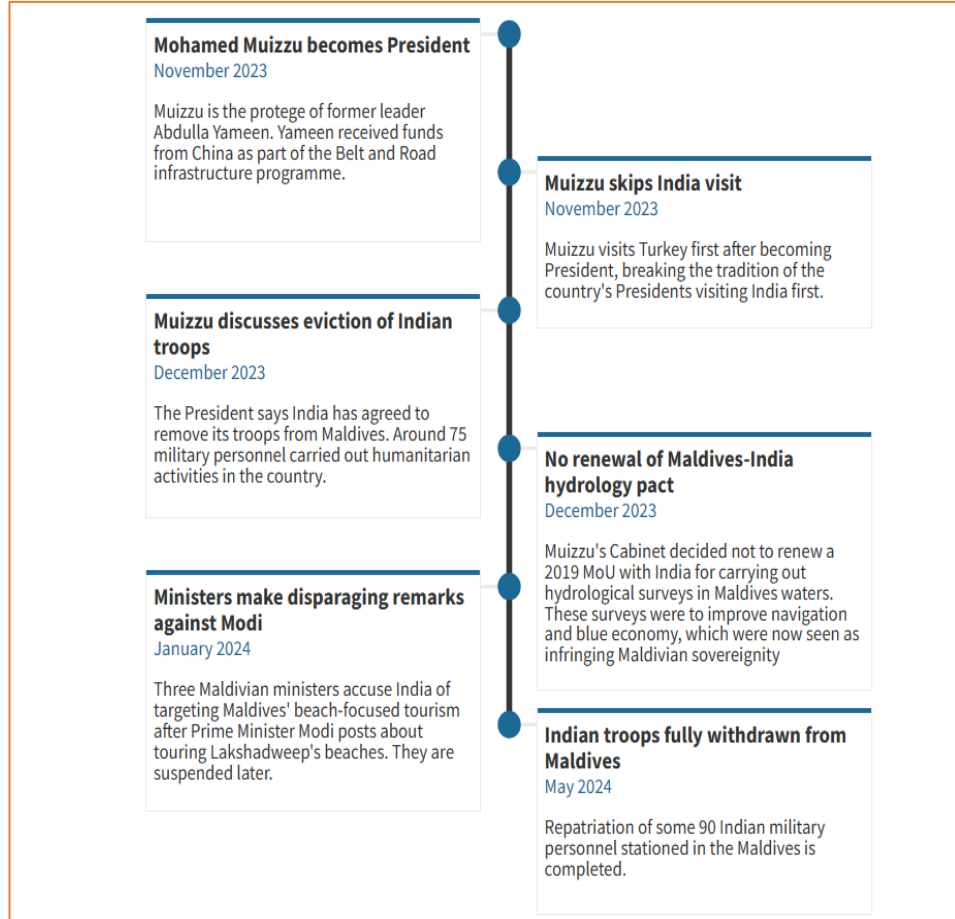 Mohamed Muizzu becomes President
November 2023
Muizzu is the protege of former leader
Abdulla Yameen. Yameen received funds
from China as part of the Belt and Road
infrastructure programme.
Muizzu skips India visit
November 2023
Muizzu visits Turkey first after becoming
President, breaking the tradition of the
country's Presidents visiting India first.
Muizzu discusses eviction of Indian
troops
December 2023
The President says India has agreed to
remove its troops from Maldives. Around 75
military personnel carried out humanitarian
activities in the country.
No renewal of Maldives-India
hydrology pact
December 2023
Muizzu's Cabinet decided not to renew a
2019 MoU with India for carrying out
hydrological surveys in Maldives waters.
These surveys were to improve navigation
and blue economy, which were now seen as
infringing Maldivian sovereignity
Ministers make disparaging remarks
against Modi
January 2024
Three Maldivian ministers accuse India of
targeting Maldives' beach-focused tourism
after Prime Minister Modi posts about
touring Lakshadweep's beaches. They are
suspended later.
Indian troops fully withdrawn from
Maldives
May 2024
Repatriation of some 90 Indian military
personnel stationed in the Maldives is
completed.